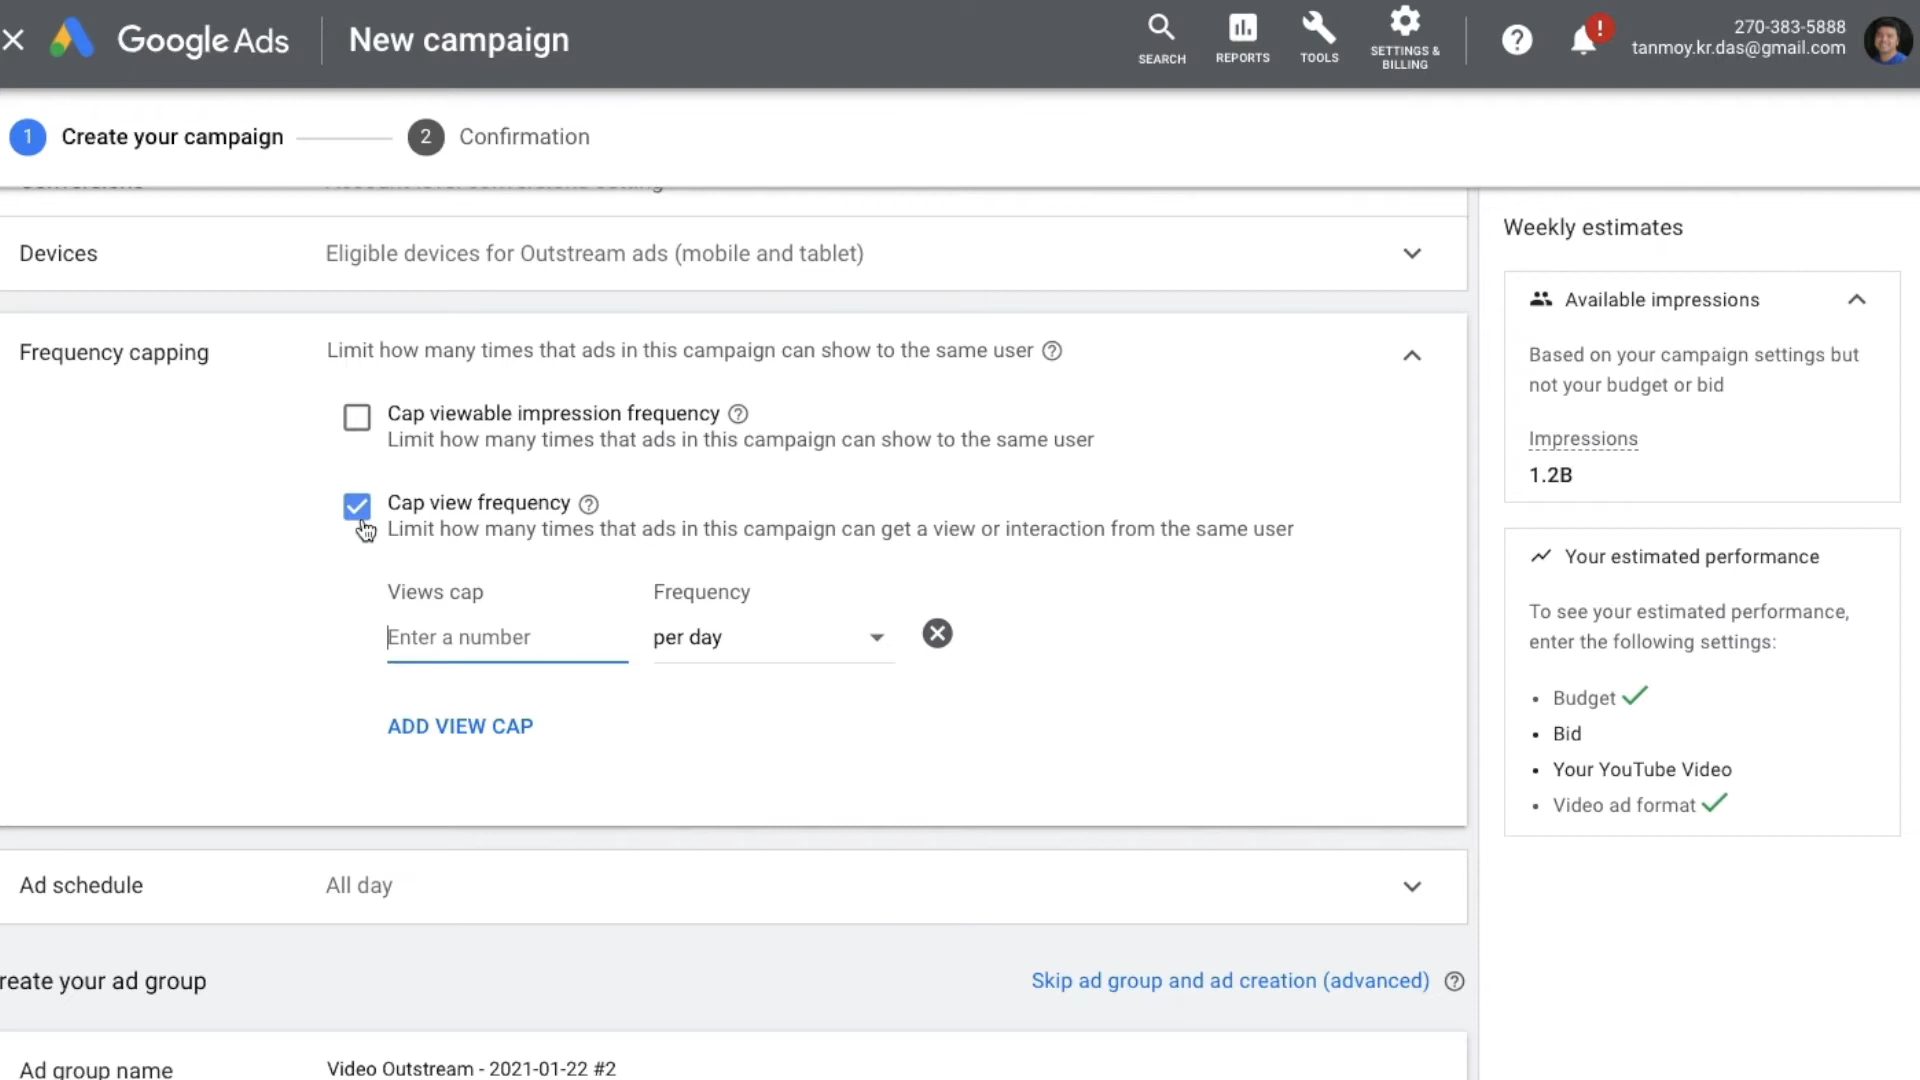 Google Ads
New campaign
SEARCH
REPORTS
TOOLS
SETTINGS &
BILLING
!
270-383-5888
tanmoy.kr.das@gmail.com
1 Create your campaign
2 Confirmation
Devices
Eligible devices for Outstream ads (mobile and tablet)
Frequency capping
Limit how many times that ads in this campaign can show to the same user
Cap viewable impression frequency
Limit how many times that ads in this campaign can show to the same user
Cap view frequency
Limit how many times that ads in this campaign can get a view or interaction from the same user
Views cap
Frequency
Enter a number
per day
ADD VIEW CAP
Ad schedule
All day
reate your ad group
Skip ad group and ad creation (advanced)
Ad group name
Video Outstream - 2021-01-22 #2
Weekly estimates
Available impressions
Based on your campaign settings but
not your budget or bid
Impressions
1.2B
Your estimated performance
To see your estimated performance,
enter the following settings:
• Budget
• Bid
• Your YouTube Video
• Video ad format